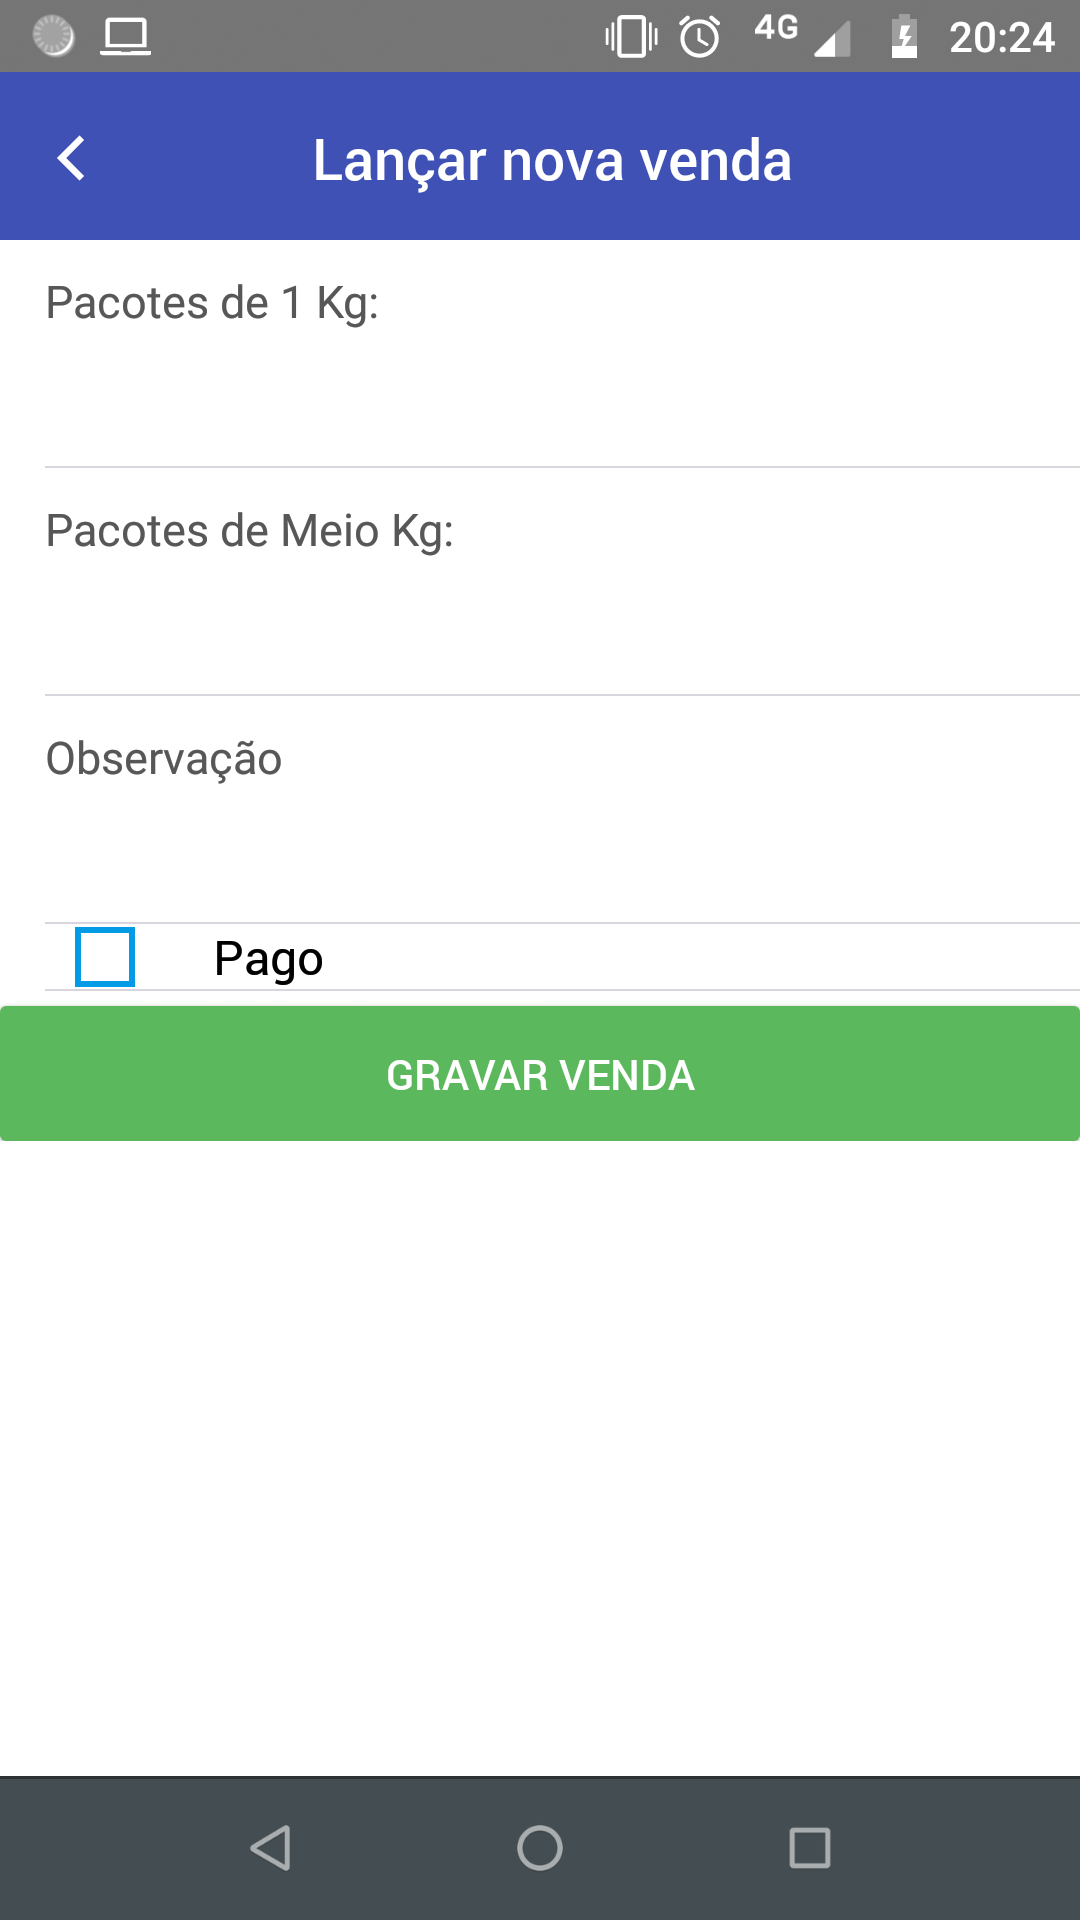 4G 20:24
Lançar nova venda
Pacotes de 1 Kg:
Pacotes de Meio Kg:
Observação
Pago
GRAVAR VENDA